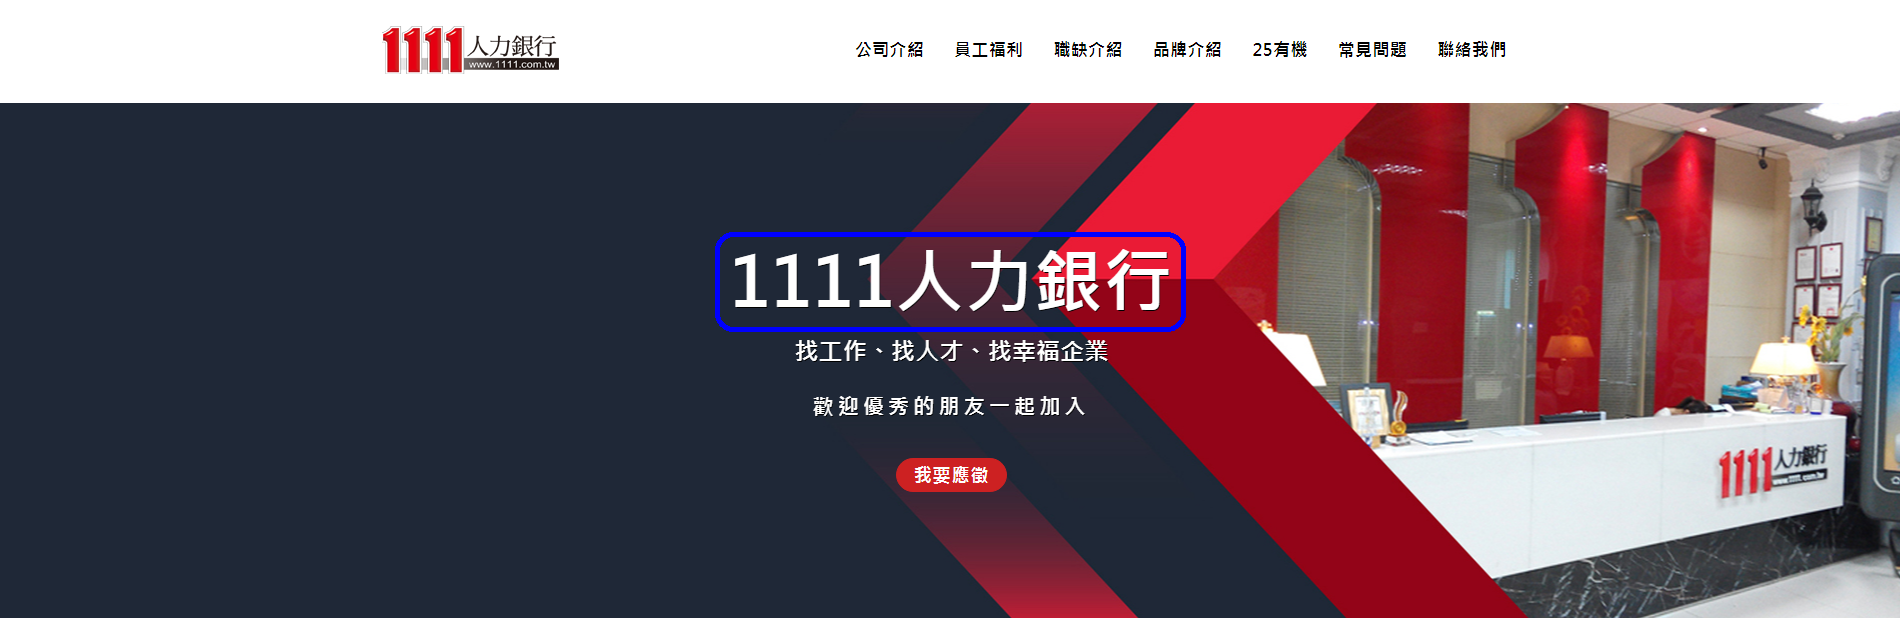 1111人力銀行
www.1111.com.tw
公司介紹 員工福利 職缺介紹 品牌介紹 25有機 常見問題 聯絡我們
1111人力銀行
找工作、找人才、找幸福企業
歡迎優秀的朋友一起加入
我要應徵
1111人力銀行
www.1111.com.tw